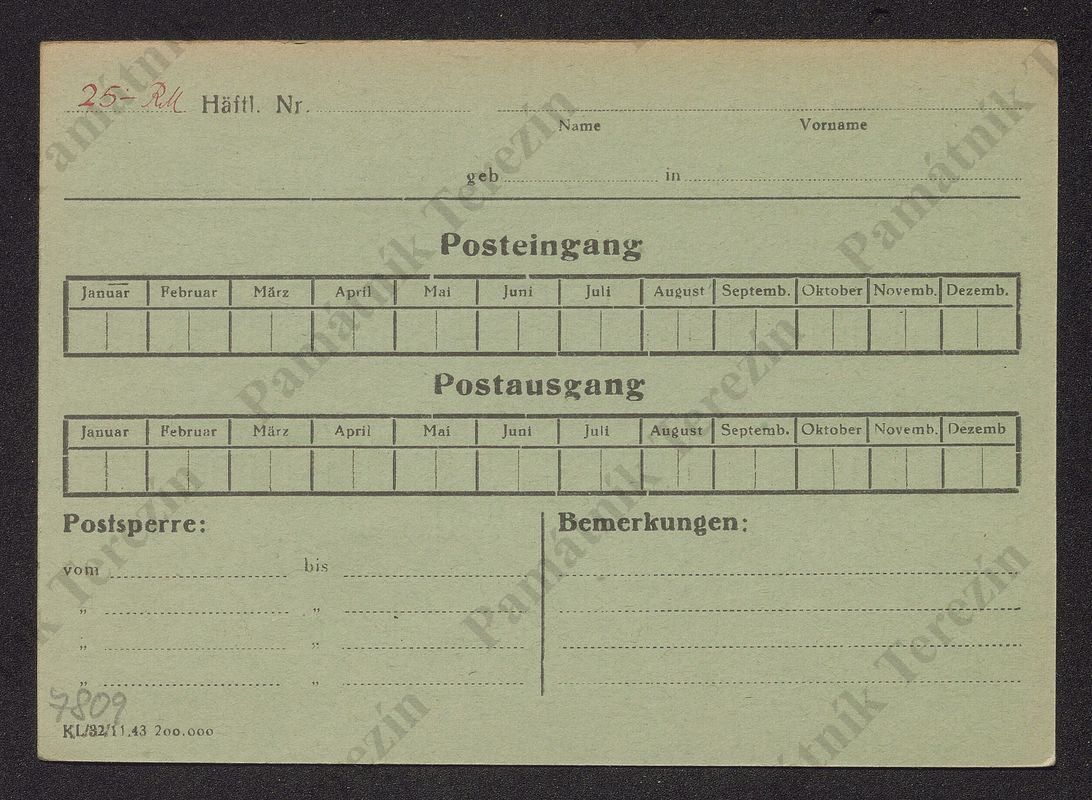 25- RM Häftl. Nr.
Name Vorname
geb in
Posteingang
Januar Februar März April Mai Juni Juli August Septemb. Oktober Novemb. Dezemb.
Postausgang
Januar Februar März April Mai Juni Juli August Septemb. Oktober Novemb. Dezemb
Postsperre: Bemerkungen:
vom bis
„ „
„ „
„ „
7809
KL/32/11.43 200.000
Památník Terezín